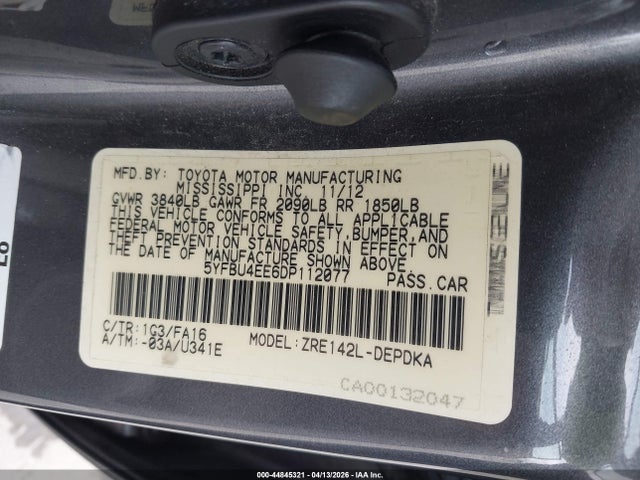 MFD.BY: TOYOTA MOTOR MANUFACTURING
MISSISSIPPI INC. 11/12
GVWR 3840LB GAWR FR 2090LB RR 1850LB
THIS VEHICLE CONFORMS TO ALL APPLICABLE
FEDERAL MOTOR VEHICLE SAFETY,BUMPER,AND
THEFT PREVENTION STANDARDS IN EFFECT ON
THE DATE OF MANUFACTURE SHOWN ABOVE.
5YFBU4EE6DP112077 PASS.CAR
C/TR:1G3/FA16
A/TM:-03A/U341E
MODEL:ZRE142L-DEPDKA
CA00132047
LO
000-44845321 - 04/13/2026 - IAA Inc.